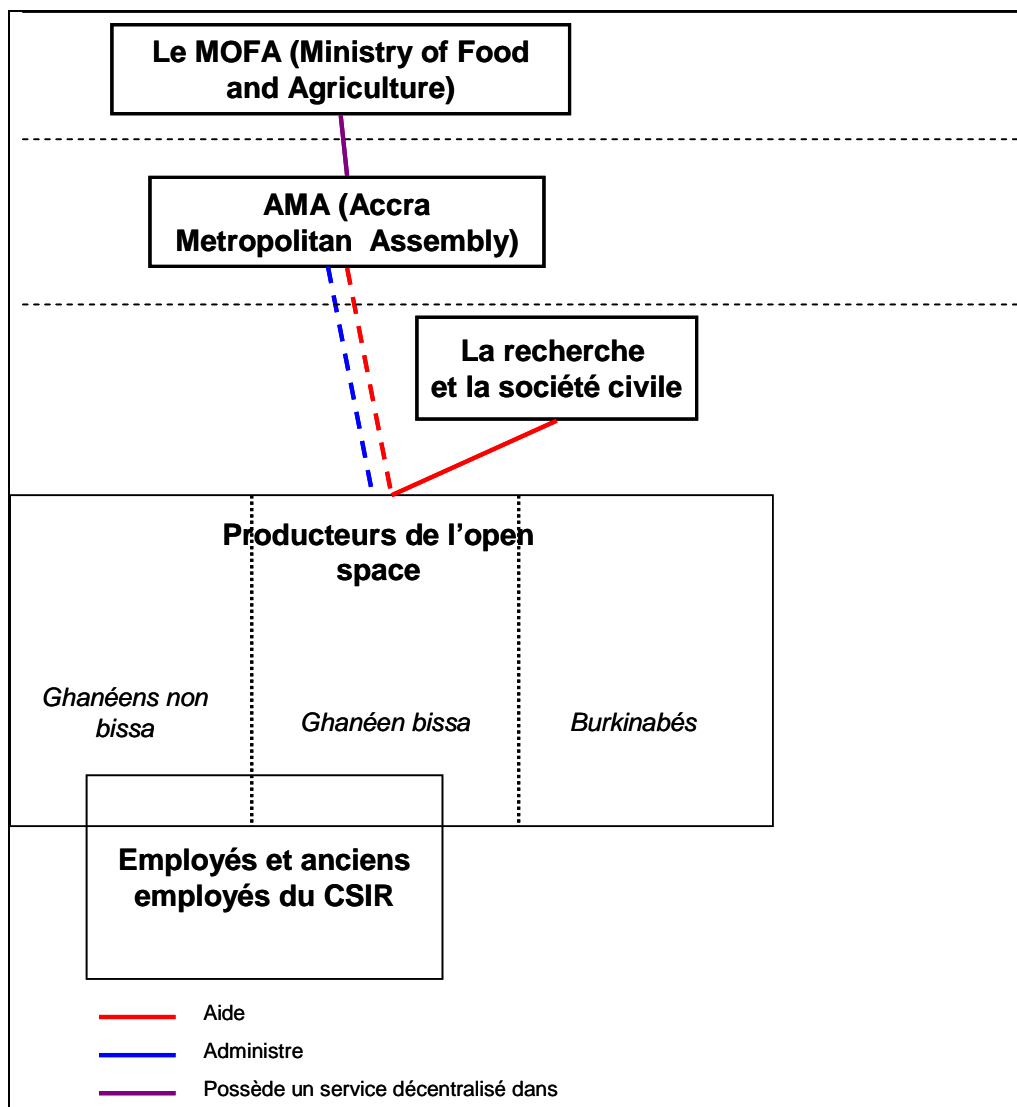 Le MOFA (Ministry of Food
and Agriculture)
AMA (Accra
Metropolitan Assembly)
La recherche
et la société civile
Producteurs de l'open
space
Ghanéens non
bissa
Ghanéen bissa
Burkinabés
Employés et anciens
employés du CSIR
Aide
Administre
Possède un service décentralisé dans